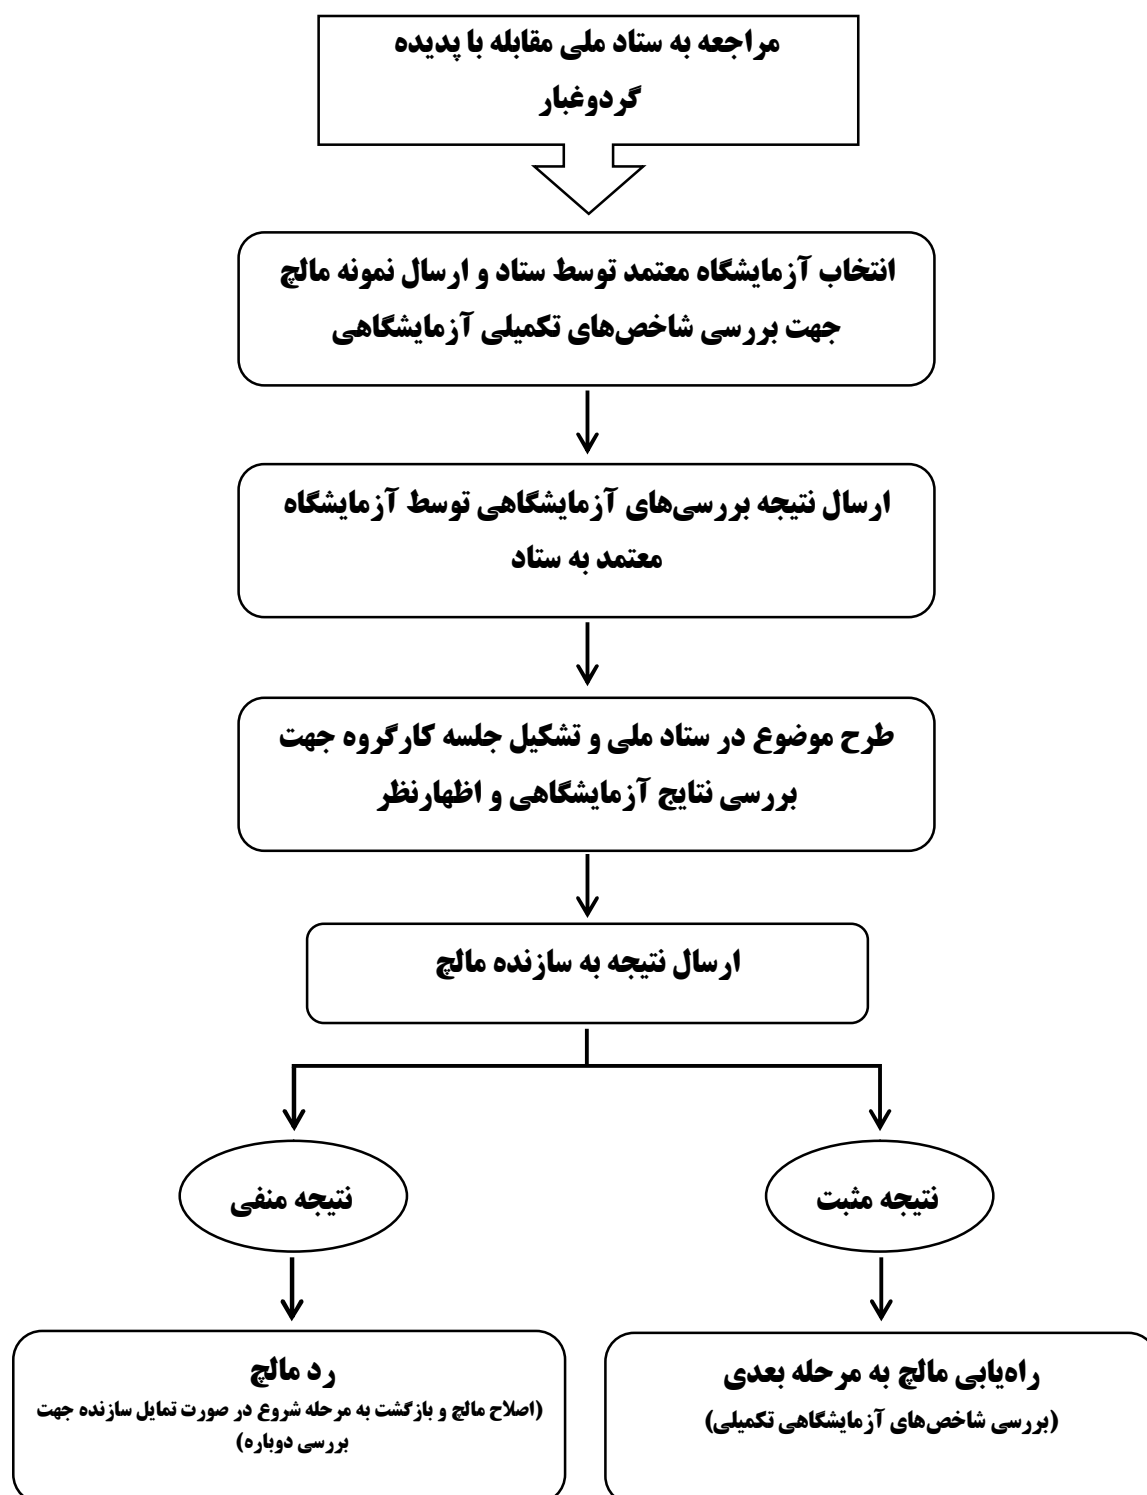 مراجعه به ستاد ملی مقابله با پدیده
گردوغبار
انتخاب آزمایشگاه معتمد توسط ستاد و ارسال نمونه مالچ
جهت بررسی شاخص‌های تکمیلی آزمایشگاهی
ارسال نتیجه بررسی‌های آزمایشگاهی توسط آزمایشگاه
معتمد به ستاد
طرح موضوع در ستاد ملی و تشکیل جلسه کارگروه جهت
بررسی نتایج آزمایشگاهی و اظهارنظر
ارسال نتیجه به سازنده مالچ
نتیجه مثبت
نتیجه منفی
راه‌یابی مالچ به مرحله بعدی
(بررسی شاخص‌های آزمایشگاهی تکمیلی)
رد مالچ
(اصلاح مالچ و بازگشت به مرحله شروع در صورت تمایل سازنده جهت
بررسی دوباره)